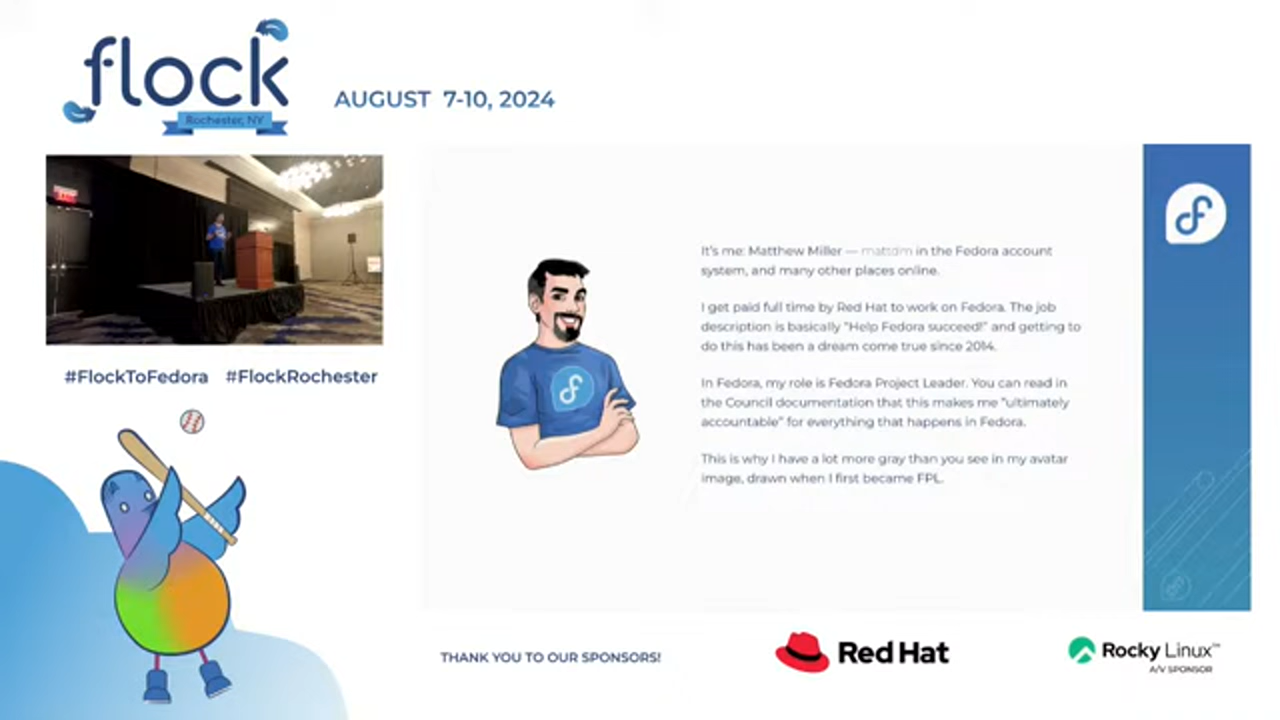 flock
Rochester, NY
AUGUST 7-10, 2024
#FlockToFedora #FlockRochester
It's me: Matthew Miller — mattdm in the Fedora account
system, and many other places online.
I get paid full time by Red Hat to work on Fedora. The job
description is basically "Help Fedora succeed!" and getting to
do this has been a dream come true since 2014.
In Fedora, my role is Fedora Project Leader. You can read in
the Council documentation that this makes me "ultimately
accountable" for everything that happens in Fedora.
This is why I have a lot more gray than you see in my avatar
image, drawn when I first became FPL.
THANK YOU TO OUR SPONSORS!
Red Hat
Rocky Linux™
A/V SPONSOR